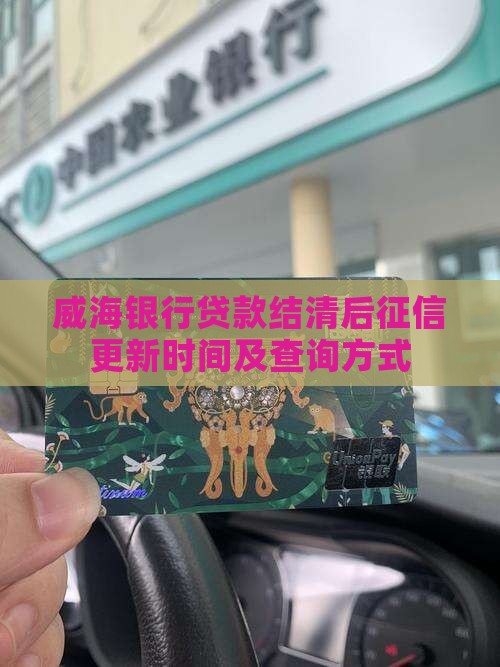 中国农业银行
威海银行贷款结清后征信
更新时间及查询方式
UnionPay
银联